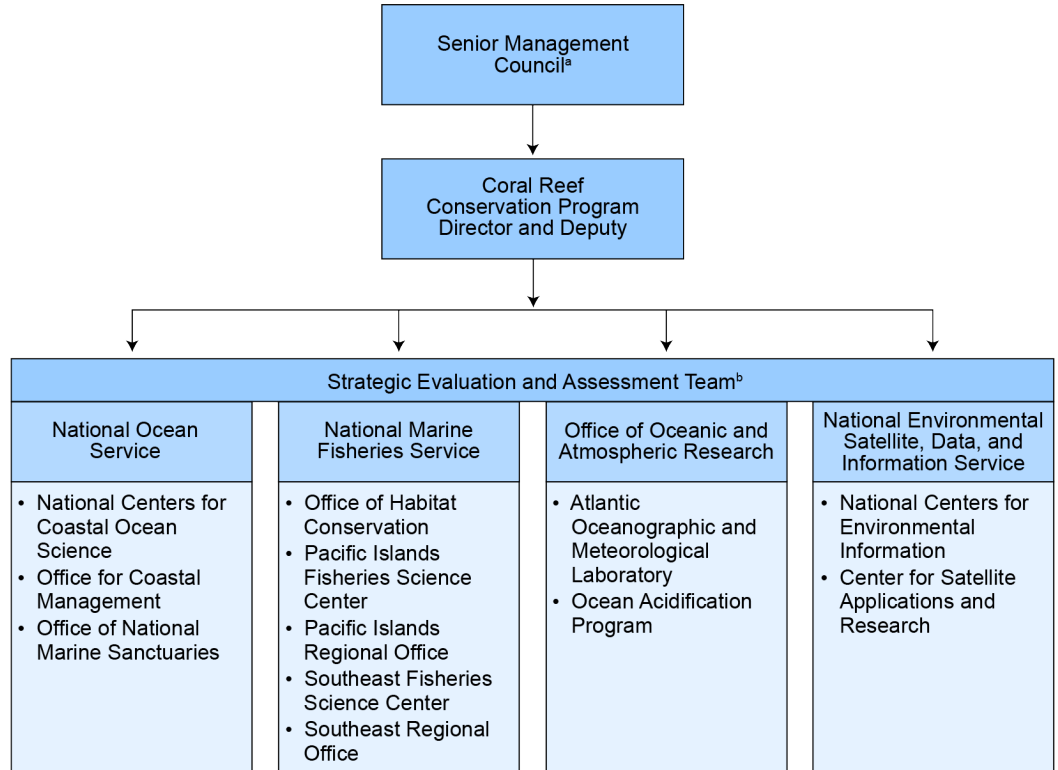 Senior Management
Councilᵃ
Coral Reef
Conservation Program
Director and Deputy
Strategic Evaluation and Assessment Teamᵇ
National Ocean
Service
• National Centers for
Coastal Ocean
Science
• Office for Coastal
Management
• Office of National
Marine Sanctuaries
National Marine
Fisheries Service
• Office of Habitat
Conservation
• Pacific Islands
Fisheries Science
Center
• Pacific Islands
Regional Office
• Southeast Fisheries
Science Center
• Southeast Regional
Office
Office of Oceanic and
Atmospheric Research
• Atlantic
Oceanographic and
Meteorological
Laboratory
• Ocean Acidification
Program
National Environmental
Satellite, Data, and
Information Service
• National Centers for
Environmental
Information
• Center for Satellite
Applications and
Research